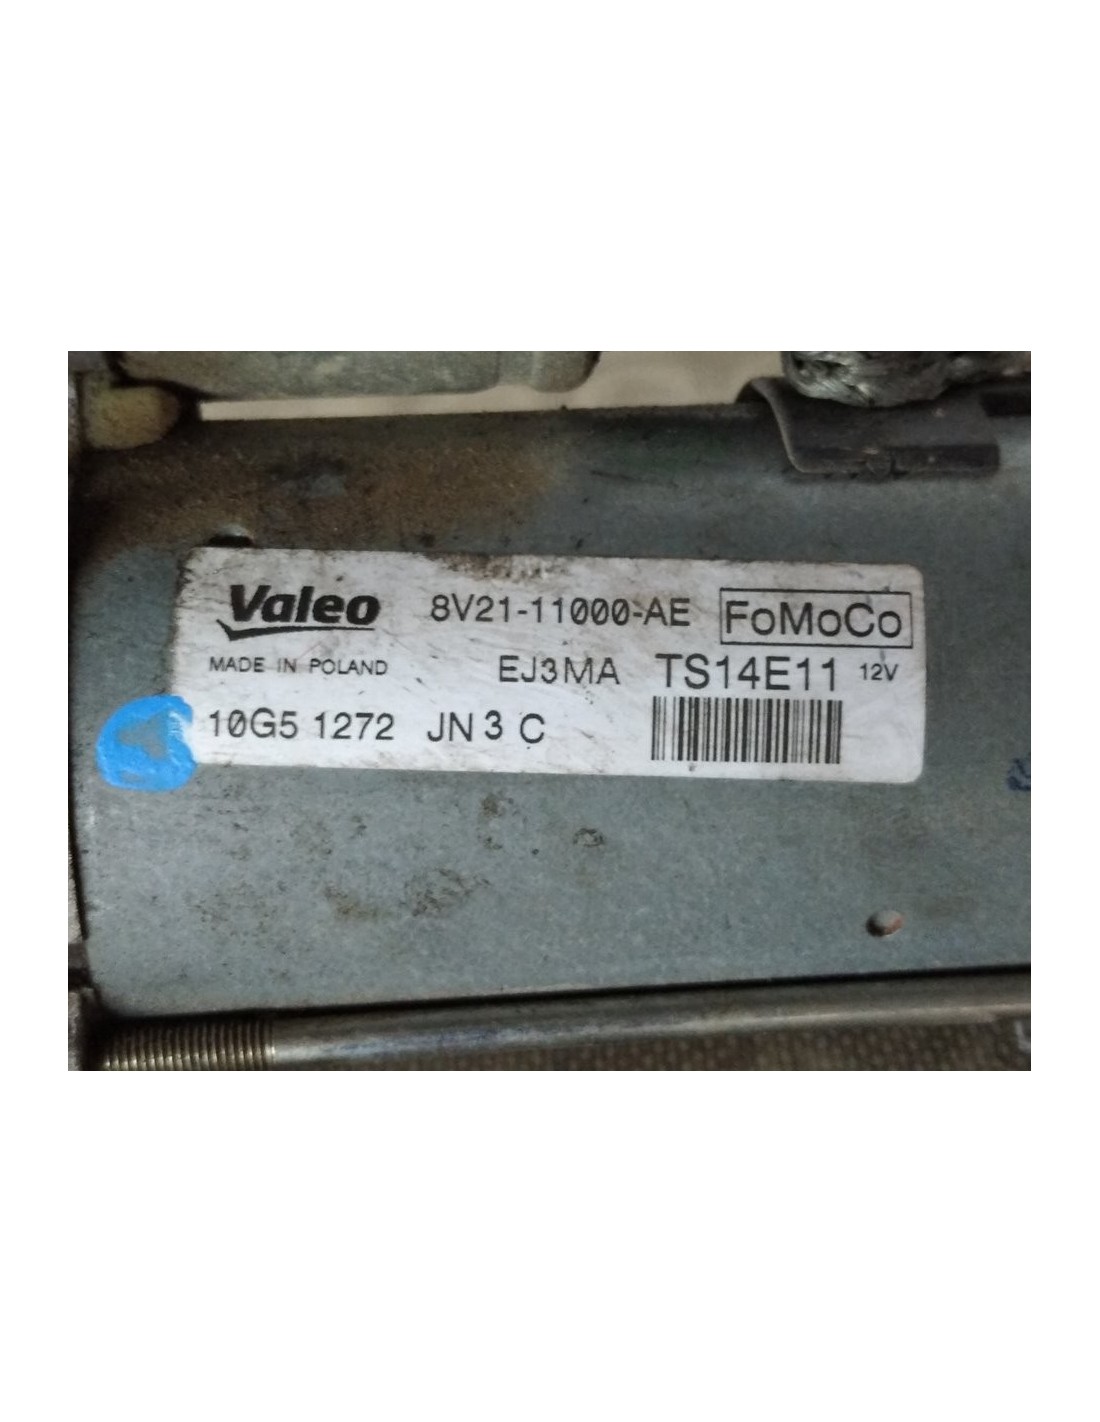 Valeo 8V21-11000-AE FoMoCo
MADE IN POLAND EJ3MA TS14E11 12V
10G5 1272 JN 3 C